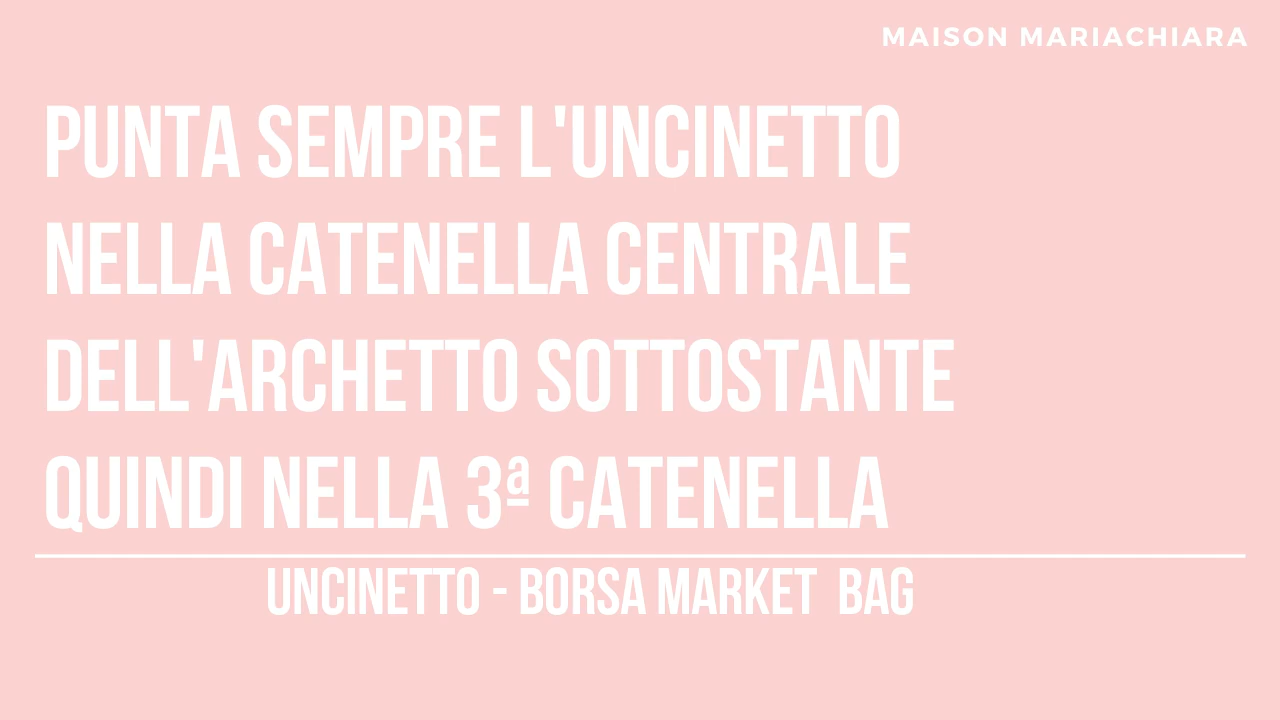 MAISON MARIACHIARA
PUNTA SEMPRE L'UNCINETTO
NELLA CATENELLA CENTRALE
DELL'ARCHETTO SOTTOSTANTE
QUINDI NELLA 3ª CATENELLA
UNCINETTO - BORSA MARKET BAG